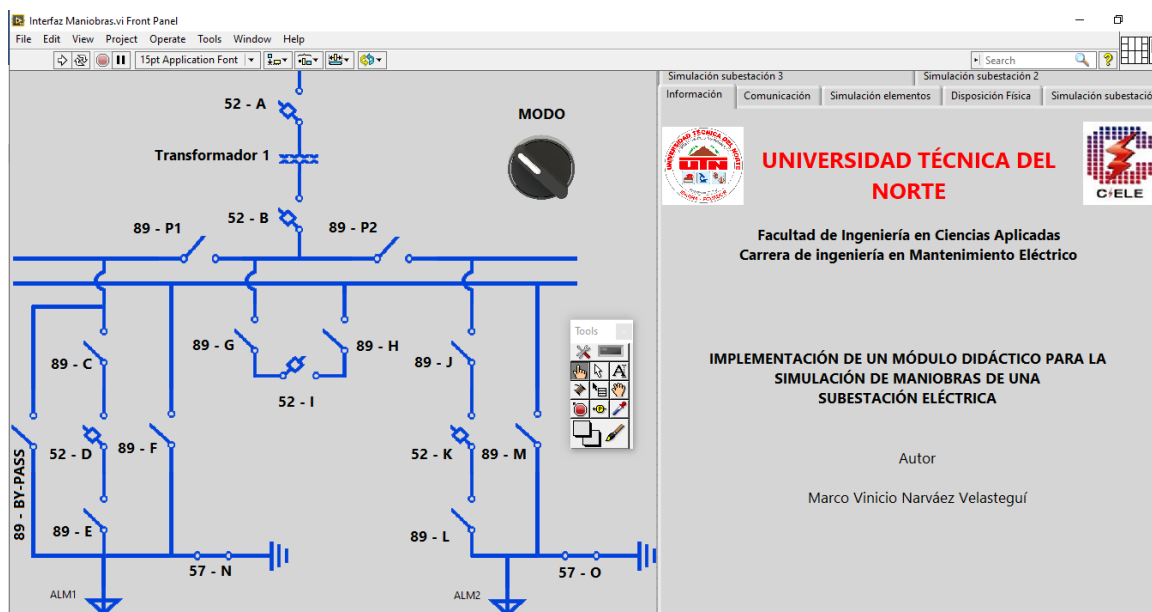 Interfaz Maniobras.vi Front Panel
File Edit View Project Operate Tools Window Help
15pt Application Font
Search
52 - A
Transformador 1
MODO
52 - B
89 - P1
89 - P2
89 - G
89 - H
89 - C
89 - J
52 - I
89 - BY-PASS
52 - D
89 - F
52 - K
89 - M
89 - E
89 - L
57 - N
57 - O
ALM1
ALM2
Tools
Simulación subestación 3
Simulación subestación 2
Información
Comunicación
Simulación elementos
Disposición Física
Simulación subestació
UTN
UNIVERSIDAD TÉCNICA DEL
NORTE
CIELE
Facultad de Ingeniería en Ciencias Aplicadas
Carrera de ingeniería en Mantenimiento Eléctrico
IMPLEMENTACIÓN DE UN MÓDULO DIDÁCTICO PARA LA
SIMULACIÓN DE MANIOBRAS DE UNA
SUBESTACIÓN ELÉCTRICA
Autor
Marco Vinicio Narváez Velasteguí